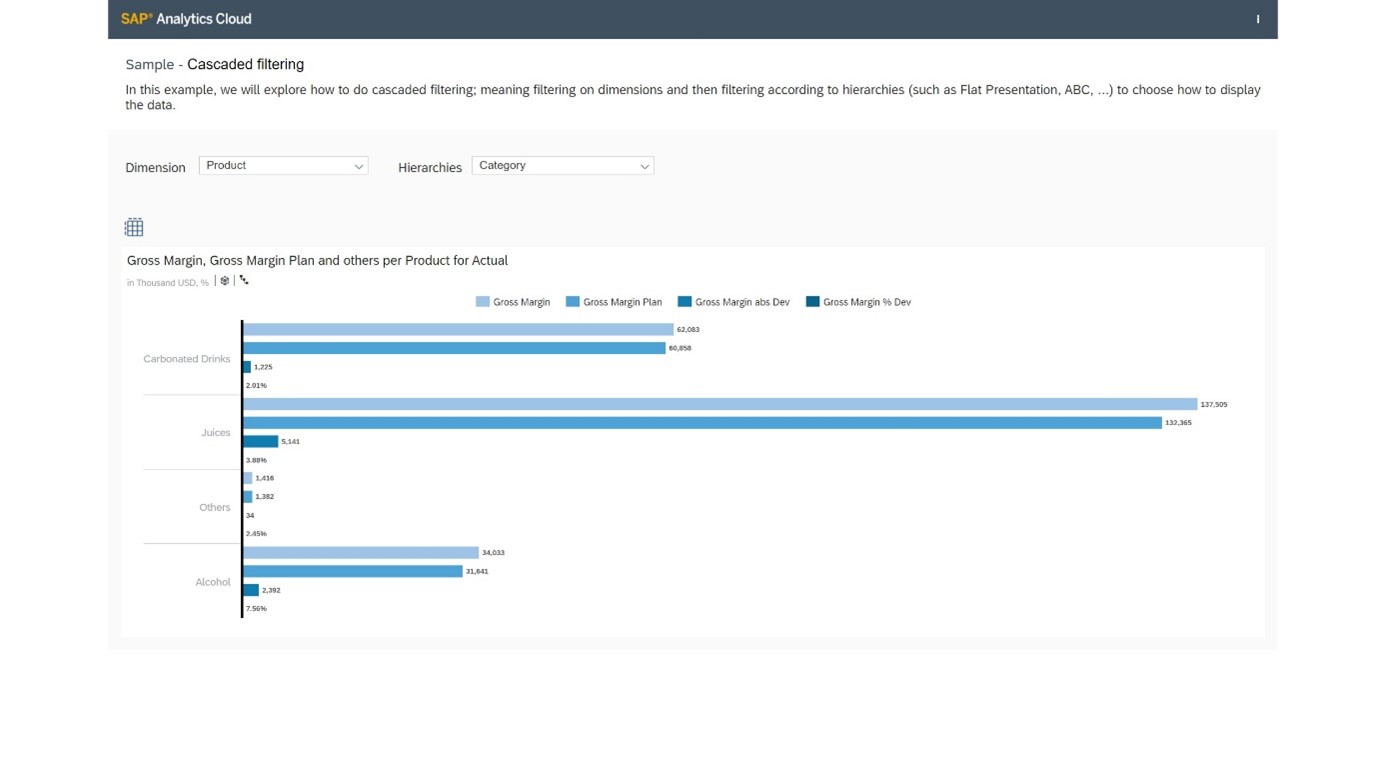 SAP® Analytics Cloud
Sample - Cascaded filtering
In this example, we will explore how to do cascaded filtering; meaning filtering on dimensions and then filtering according to hierarchies (such as Flat Presentation, ABC, ...) to choose how to display
the data.
Dimension Product Hierarchies Category
Gross Margin, Gross Margin Plan and others per Product for Actual
in Thousand USD, %
Gross Margin Gross Margin Plan Gross Margin abs Dev Gross Margin % Dev
Carbonated Drinks
62,083
60,858
1,225
2.01%
Juices
137,505
132,365
5,141
3.88%
Others
1,416
1,382
34
2.45%
Alcohol
34,033
31,641
2,392
7.56%